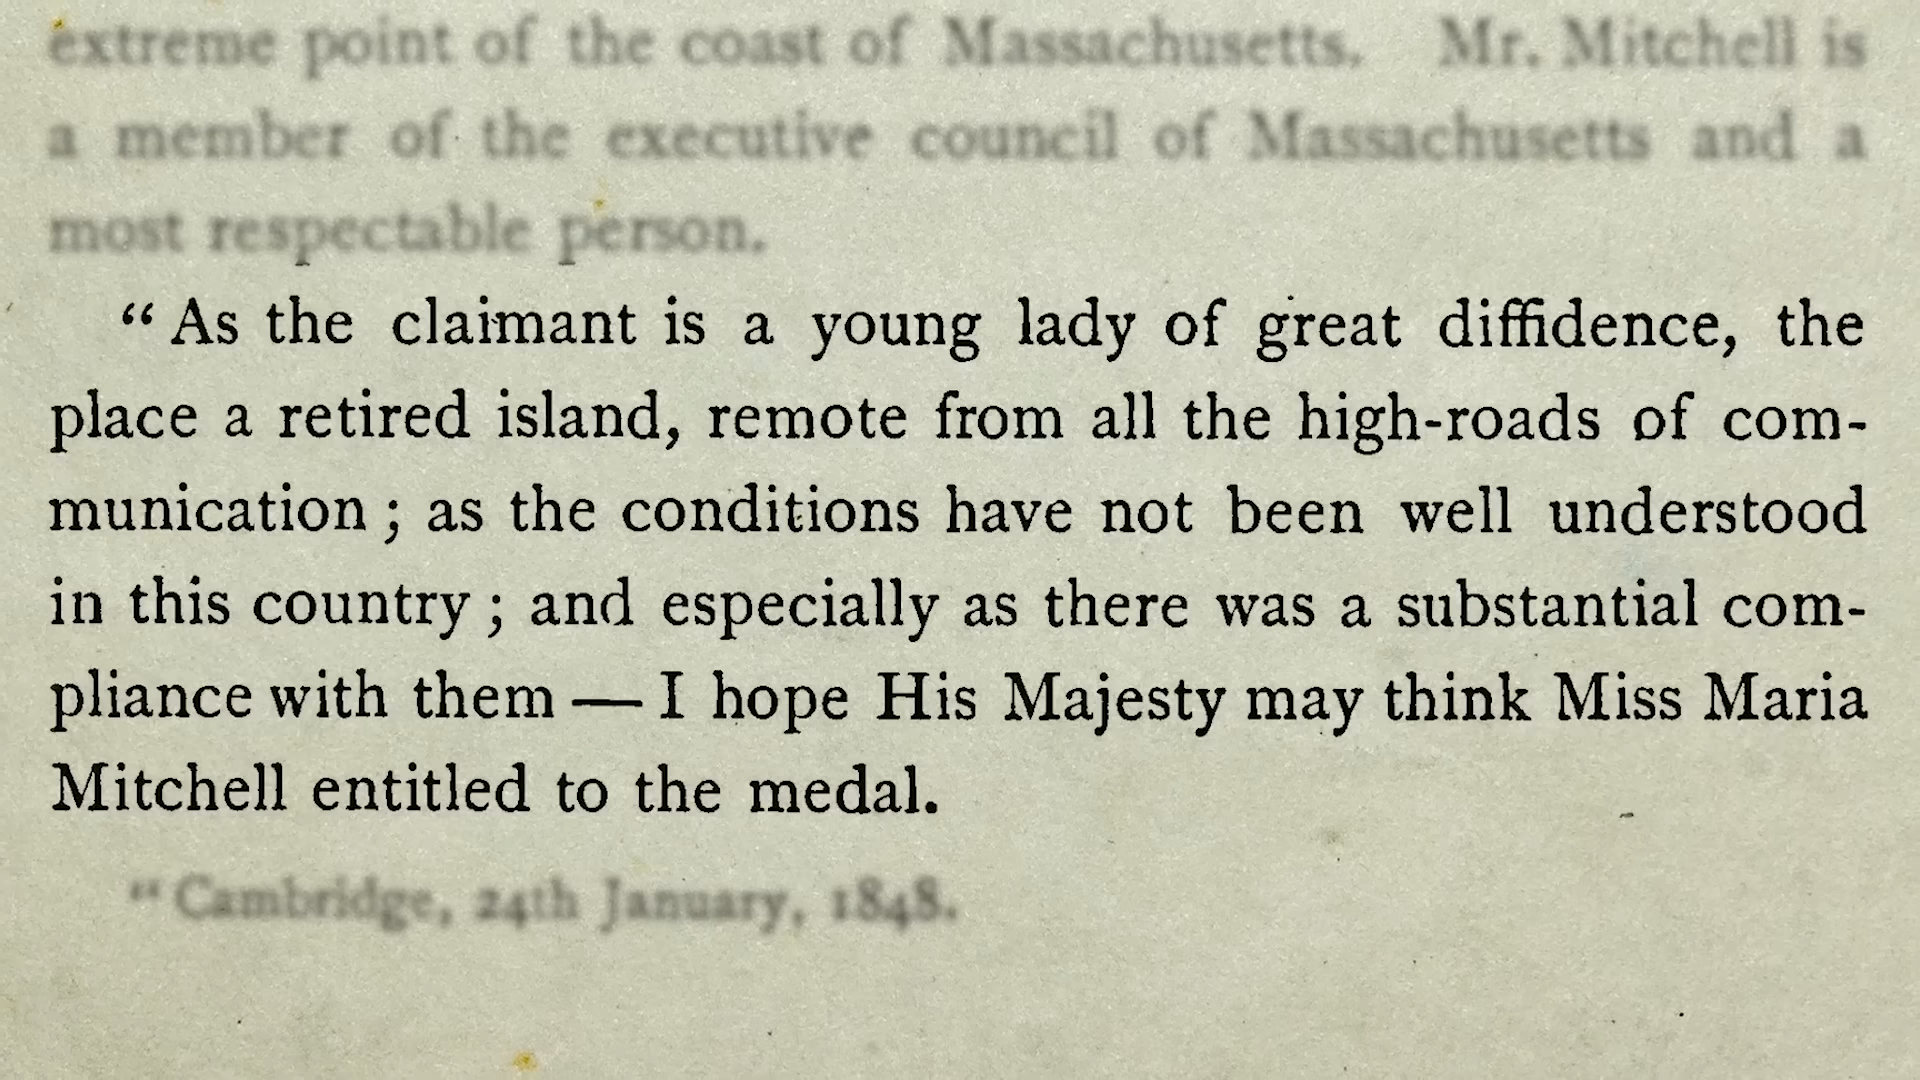 extreme point of the coast of Massachusetts. Mr. Mitchell is
a member of the executive council of Massachusetts and a
most respectable person.
“ As the claimant is a young lady of great diffidence, the
place a retired island, remote from all the high-roads of com-
munication ; as the conditions have not been well understood
in this country ; and especially as there was a substantial com-
pliance with them — I hope His Majesty may think Miss Maria
Mitchell entitled to the medal.
“ Cambridge, 24th January, 1848.